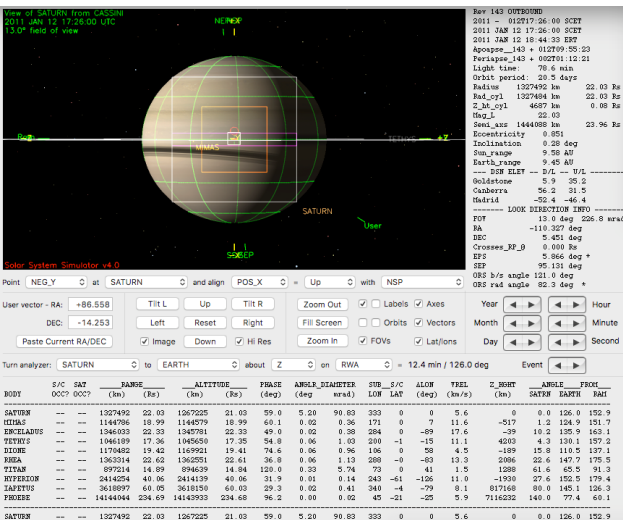 View of SATURN from CASSINI
2011 JAN 12 17:26:00 UTC
13.0° field of view
MIMAS
-Y
TETHYS
+Z
SATURN
User
Solar System Simulator v4.0
Rev 143 OUTBOUND
2011 - 012T17:26:00 SCET
2011 JAN 12 17:26:00 SCET
2011 JAN 12 18:44:33 ERT
Apoapse_143 + 012T09:55:23
Periapse_143 + 002T01:12:21
Light time: 78.6 min
Orbit period: 20.5 days
Radius 1327492 km 22.03 Rs
Rad_cyl 1327484 km 22.03 Rs
Z_ht_cyl 4687 km 0.08 Rs
Mag_L 22.03
Semi_axs 1444088 km 23.96 Rs
Eccentricity 0.851
Inclination 0.28 deg
Sun_range 9.58 AU
Earth_range 9.45 AU
--- DSN ELEV -- D/L -- U/L -------
Goldstone 5.9 35.2
Canberra 56.2 31.5
Madrid -52.4 -46.4
------- LOOK DIRECTION INFO -------
FOV 13.0 deg 226.8 mrad
RA -110.327 deg
DEC 5.451 deg
Crosses_RP_@ 0.000 Rs
EPS 5.866 deg +
SEP 95.131 deg
ORS b/s angle 121.0 deg
ORS rad angle 82.3 deg *
Point NEG_Y at SATURN and align POS_X = Up with NSP
User vector - RA: +86.558 Tilt L Up Tilt R Zoom Out Labels Axes Year Hour
DEC: -14.253 Left Reset Right Fill Screen Orbits Vectors Month Minute
Paste Current RA/DEC Image Down Hi Res Zoom In FOVs Lat/lons Day Second
Turn analyzer: SATURN to EARTH about Z on RWA = 12.4 min / 126.0 deg Event
S/C SAT RANGE ALTITUDE PHASE ANGLR_DIAMETER SUB S/C ALON VREL Z_HGHT ANGLE FROM
BODY OCC? OCC? (km) (Rs) (km) (Rs) (deg) (deg mrad) LON LAT (deg) (km/s) (km) SATRN EARTH RAM
SATURN -- -- 1327492 22.03 1267225 21.03 59.0 5.20 90.83 333 0 0 5.6 0 0.0 126.0 152.9
MIMAS -- -- 1144786 18.99 1144579 18.99 60.1 0.02 0.36 171 0 7 11.6 -517 1.2 124.9 151.7
ENCELADUS -- -- 1346033 22.33 1345781 22.33 49.0 0.02 0.38 284 0 -89 17.6 -39 10.2 135.9 163.1
TETHYS -- -- 1046189 17.36 1045650 17.35 54.8 0.06 1.03 200 -1 -15 11.1 4203 4.3 130.1 157.2
DIONE -- -- 1170482 19.42 1169921 19.41 74.6 0.06 0.96 106 0 58 4.5 -189 15.8 110.5 137.1
RHEA -- -- 1363314 22.62 1362551 22.61 36.8 0.06 1.13 288 -0 -83 13.3 2086 22.6 147.7 175.5
TITAN -- -- 897214 14.89 894639 14.84 120.0 0.33 5.74 73 0 41 1.5 1288 61.6 65.5 91.3
HYPERION -- -- 2414254 40.06 2414139 40.06 31.9 0.01 0.14 243 -61 -126 11.0 -1930 27.6 152.5 179.4
IAPETUS -- -- 3618897 60.05 3618150 60.03 29.3 0.02 0.41 340 -4 -79 8.1 817168 80.0 145.1 126.3
PHOEBE -- -- 14144044 234.69 14143933 234.68 96.2 0.00 0.02 45 -21 -25 5.9 7116232 140.0 77.4 60.1
SATURN -- -- 1327492 22.03 1267225 21.03 59.0 5.20 90.83 333 0 0 5.6 0 0.0 126.0 152.9